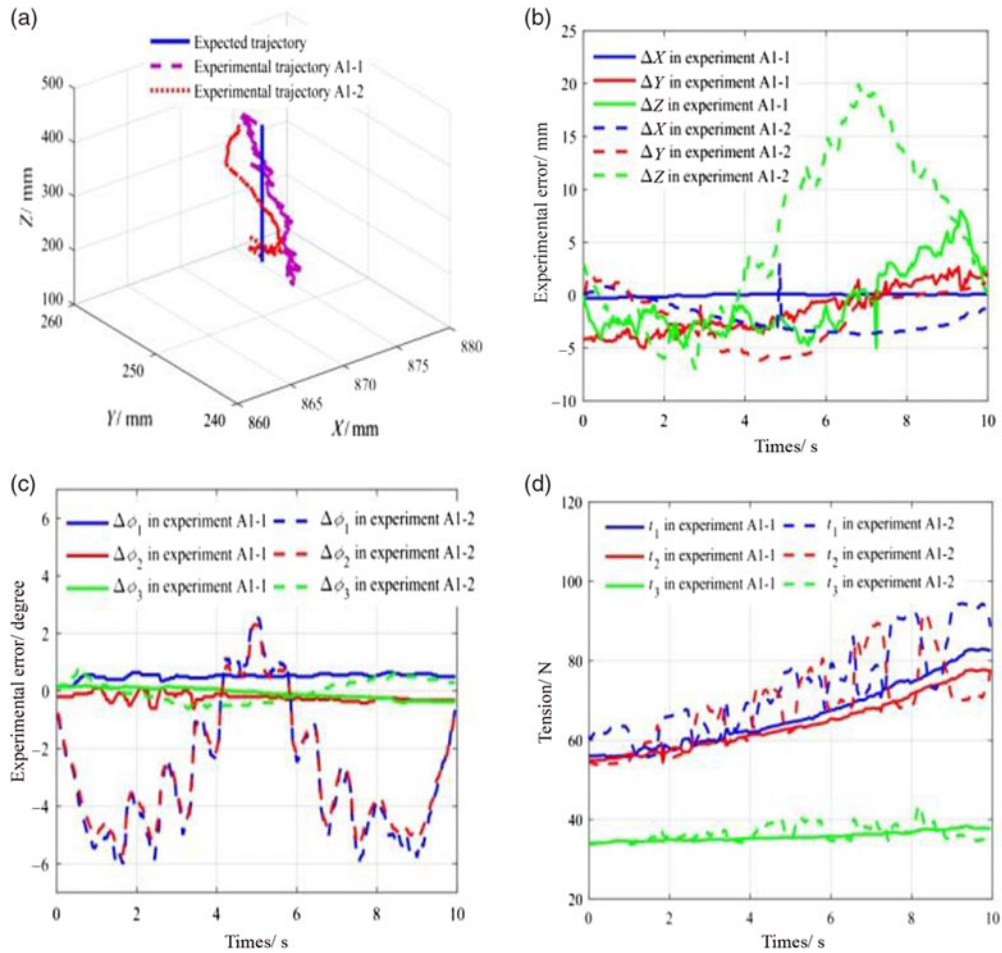 (a)
Expected trajectory
Experimental trajectory A1-1
Experimental trajectory A1-2
500
400
300
200
100
Z/ mm
260
250
240
Y/ mm
860
865
870
875
880
X/ mm
(b)
25
20
15
10
5
0
−5
−10
Experimental error/ mm
ΔX in experiment A1-1
ΔY in experiment A1-1
ΔZ in experiment A1-1
ΔX in experiment A1-2
ΔY in experiment A1-2
ΔZ in experiment A1-2
0 2 4 6 8 10
Times/ s
(c)
6
4
2
0
−2
−4
−6
Experimental error/ degree
Δϕ1 in experiment A1-1 Δϕ1 in experiment A1-2
Δϕ2 in experiment A1-1 Δϕ2 in experiment A1-2
Δϕ3 in experiment A1-1 Δϕ3 in experiment A1-2
0 2 4 6 8 10
Times/ s
(d)
120
100
80
60
40
20
Tension/ N
t1 in experiment A1-1 t1 in experiment A1-2
t2 in experiment A1-1 t2 in experiment A1-2
t3 in experiment A1-1 t3 in experiment A1-2
0 2 4 6 8 10
Times/ s